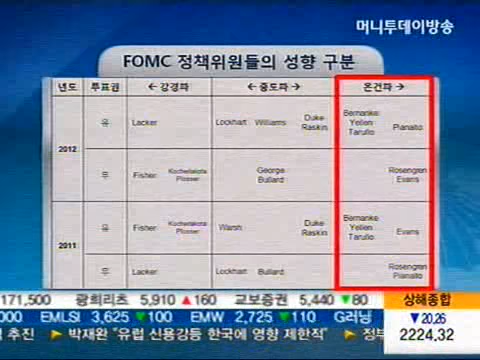 머니투데이방송
FOMC 정책위원들의 성향 구분
년도 투표권 ← 강경파 → ← 중도파 → 온건파 →
2012 유 Lacker Lockhart Williams Duke Raskin Bernanke Yellen Tarullo Pianalto
무 Fisher Kocherlakota Plosser George Bullard Rosengren Evans
2011 유 Fisher Kocherlakota Plosser Warsh Duke Raskin Bernanke Yellen Tarullo Evans
무 Lacker Lockhart Bullard Rosengren Pianalto
171,500 광희리츠 5,910 ▲160 교보증권 5,440 ▼80 상해종합
000 EMLSI 3,625 ▼100 EMW 2,725 ▼110 G러닝 ▼20.26
추진 ▶ 박재완 "유럽 신용강등 한국에 영향 제한적" ▶ 정부 2224.32